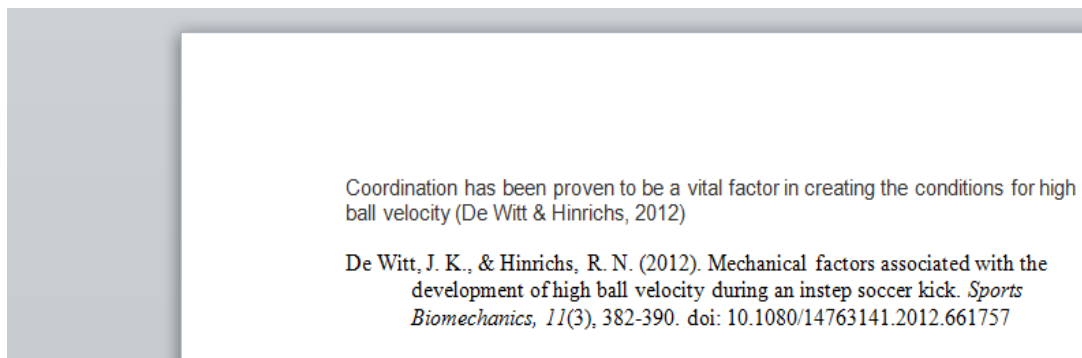 Coordination has been proven to be a vital factor in creating the conditions for high
ball velocity (De Witt & Hinrichs, 2012)
De Witt, J. K., & Hinrichs, R. N. (2012). Mechanical factors associated with the
development of high ball velocity during an instep soccer kick. Sports
Biomechanics, 11(3), 382-390. doi: 10.1080/14763141.2012.661757